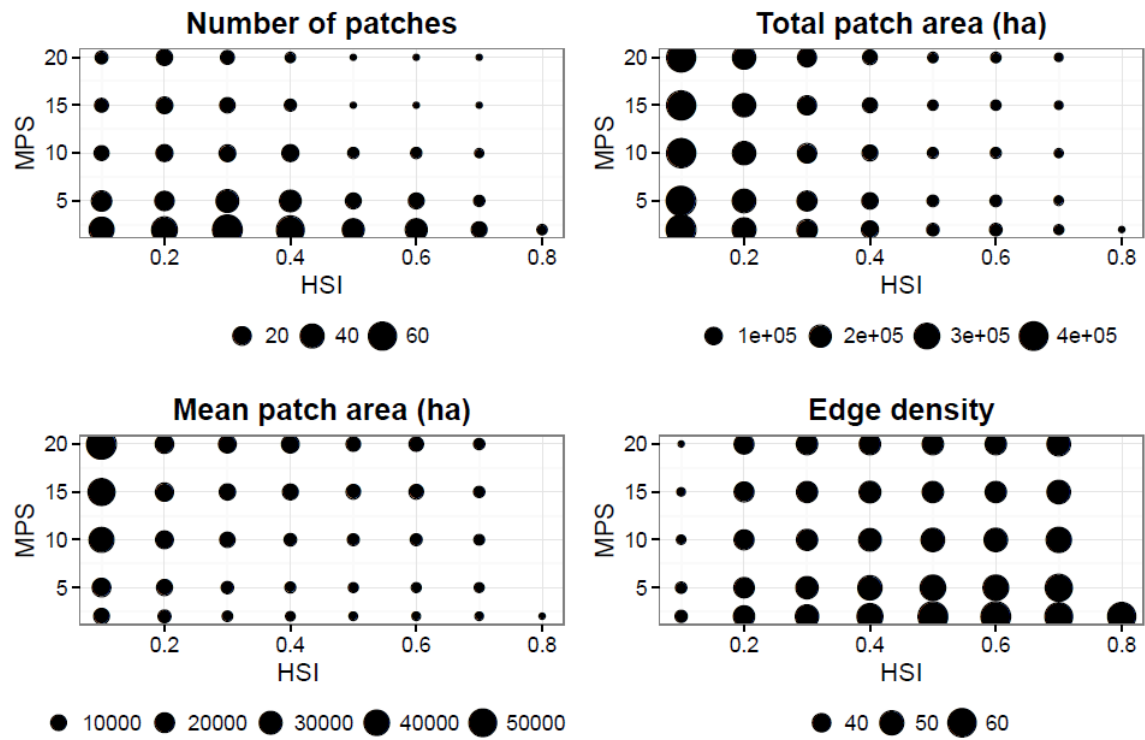 Number of patches
20
15
10
5
MPS
0.2 0.4 0.6 0.8
HSI
20 40 60
Total patch area (ha)
20
15
10
5
MPS
0.2 0.4 0.6 0.8
HSI
1e+05 2e+05 3e+05 4e+05
Mean patch area (ha)
20
15
10
5
MPS
0.2 0.4 0.6 0.8
HSI
10000 20000 30000 40000 50000
Edge density
20
15
10
5
MPS
0.2 0.4 0.6 0.8
HSI
40 50 60